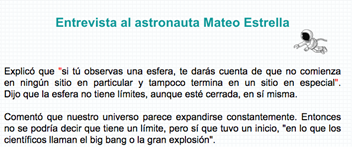 Entrevista al astronauta Mateo Estrella
Explicó que "si tú observas una esfera, te darás cuenta de que no comienza
en ningún sitio en particular y tampoco termina en un sitio en especial".
Dijo que la esfera no tiene límites, aunque esté cerrada, en sí misma.
Comentó que nuestro universo parece expandirse constantemente. Entonces
no se podría decir que tiene un límite, pero sí que tuvo un inicio, "en lo que los
científicos llaman el big bang o la gran explosión".